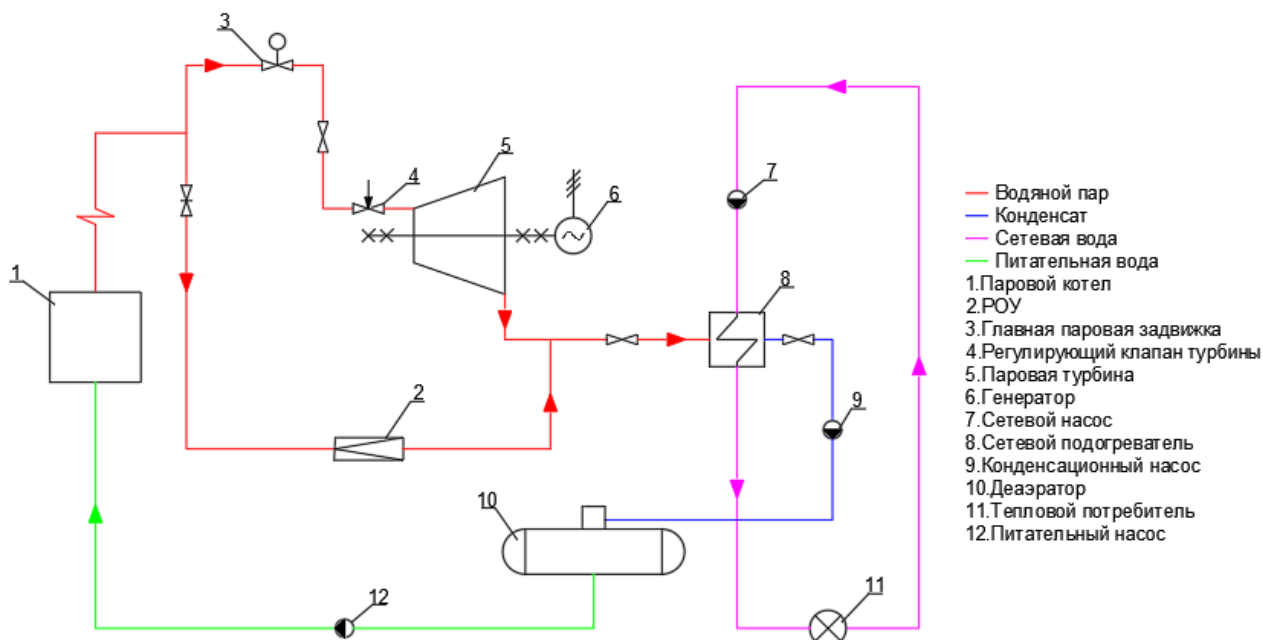 3
5
4
6
7
1
8
2
9
10
12
11
Водяной пар
Конденсат
Сетевая вода
Питательная вода
1.Паровой котел
2.РОУ
3.Главная паровая задвижка
4.Регулирующий клапан турбины
5.Паровая турбина
6.Генератор
7.Сетевой насос
8.Сетевой подогреватель
9.Конденсационный насос
10.Деаэратор
11.Тепловой потребитель
12.Питательный насос